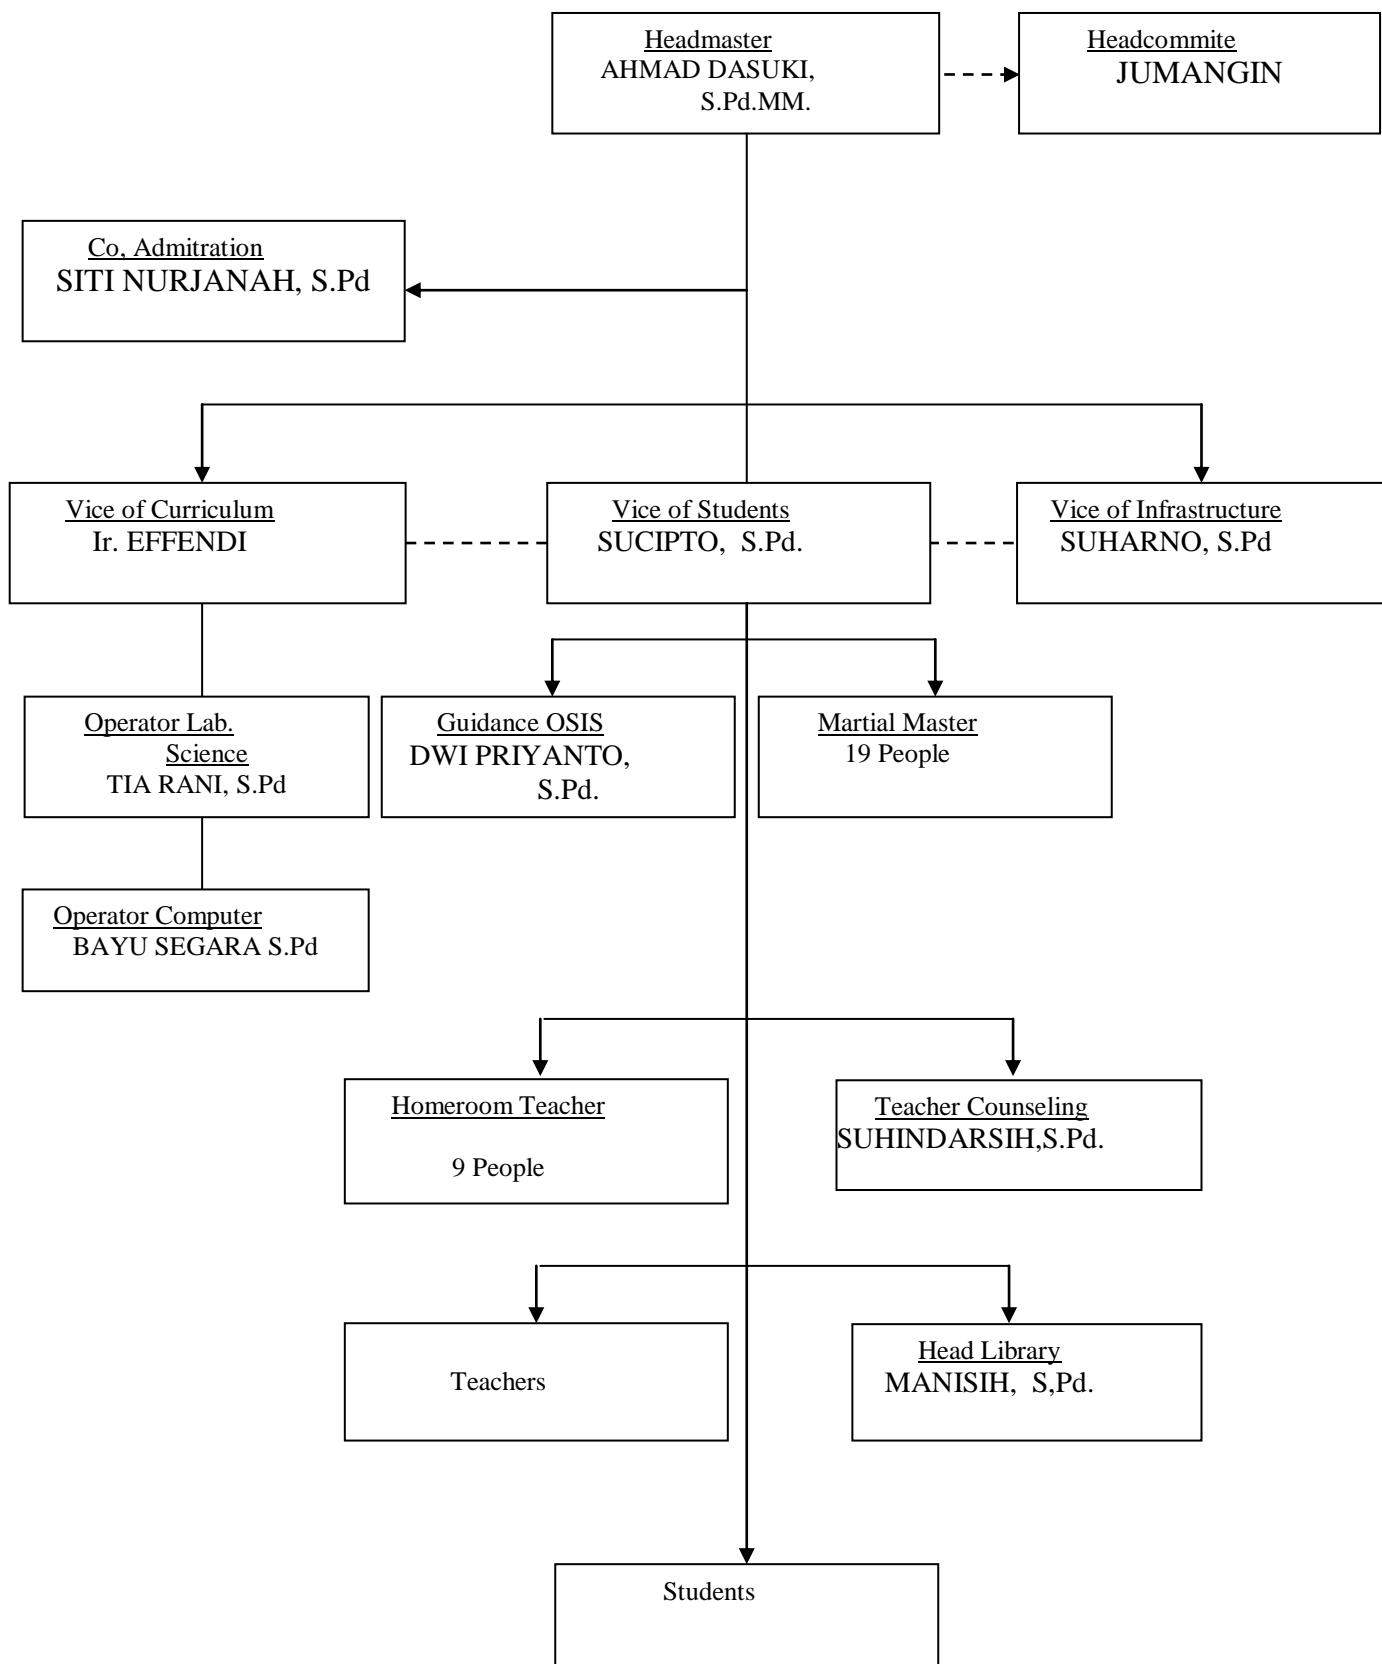 Headmaster
AHMAD DASUKI,
S.Pd.MM.
Headcommite
JUMANGIN
Co, Admitration
SITI NURJANAH, S.Pd
Vice of Curriculum
Ir. EFFENDI
Vice of Students
SUCIPTO, S.Pd.
Vice of Infrastructure
SUHARNO, S.Pd
Operator Lab.
Science
TIA RANI, S.Pd
Guidance OSIS
DWI PRIYANTO,
S.Pd.
Martial Master
19 People
Operator Computer
BAYU SEGARA S.Pd
Homeroom Teacher
9 People
Teacher Counseling
SUHINDARSIH,S.Pd.
Teachers
Head Library
MANISIH, S,Pd.
Students